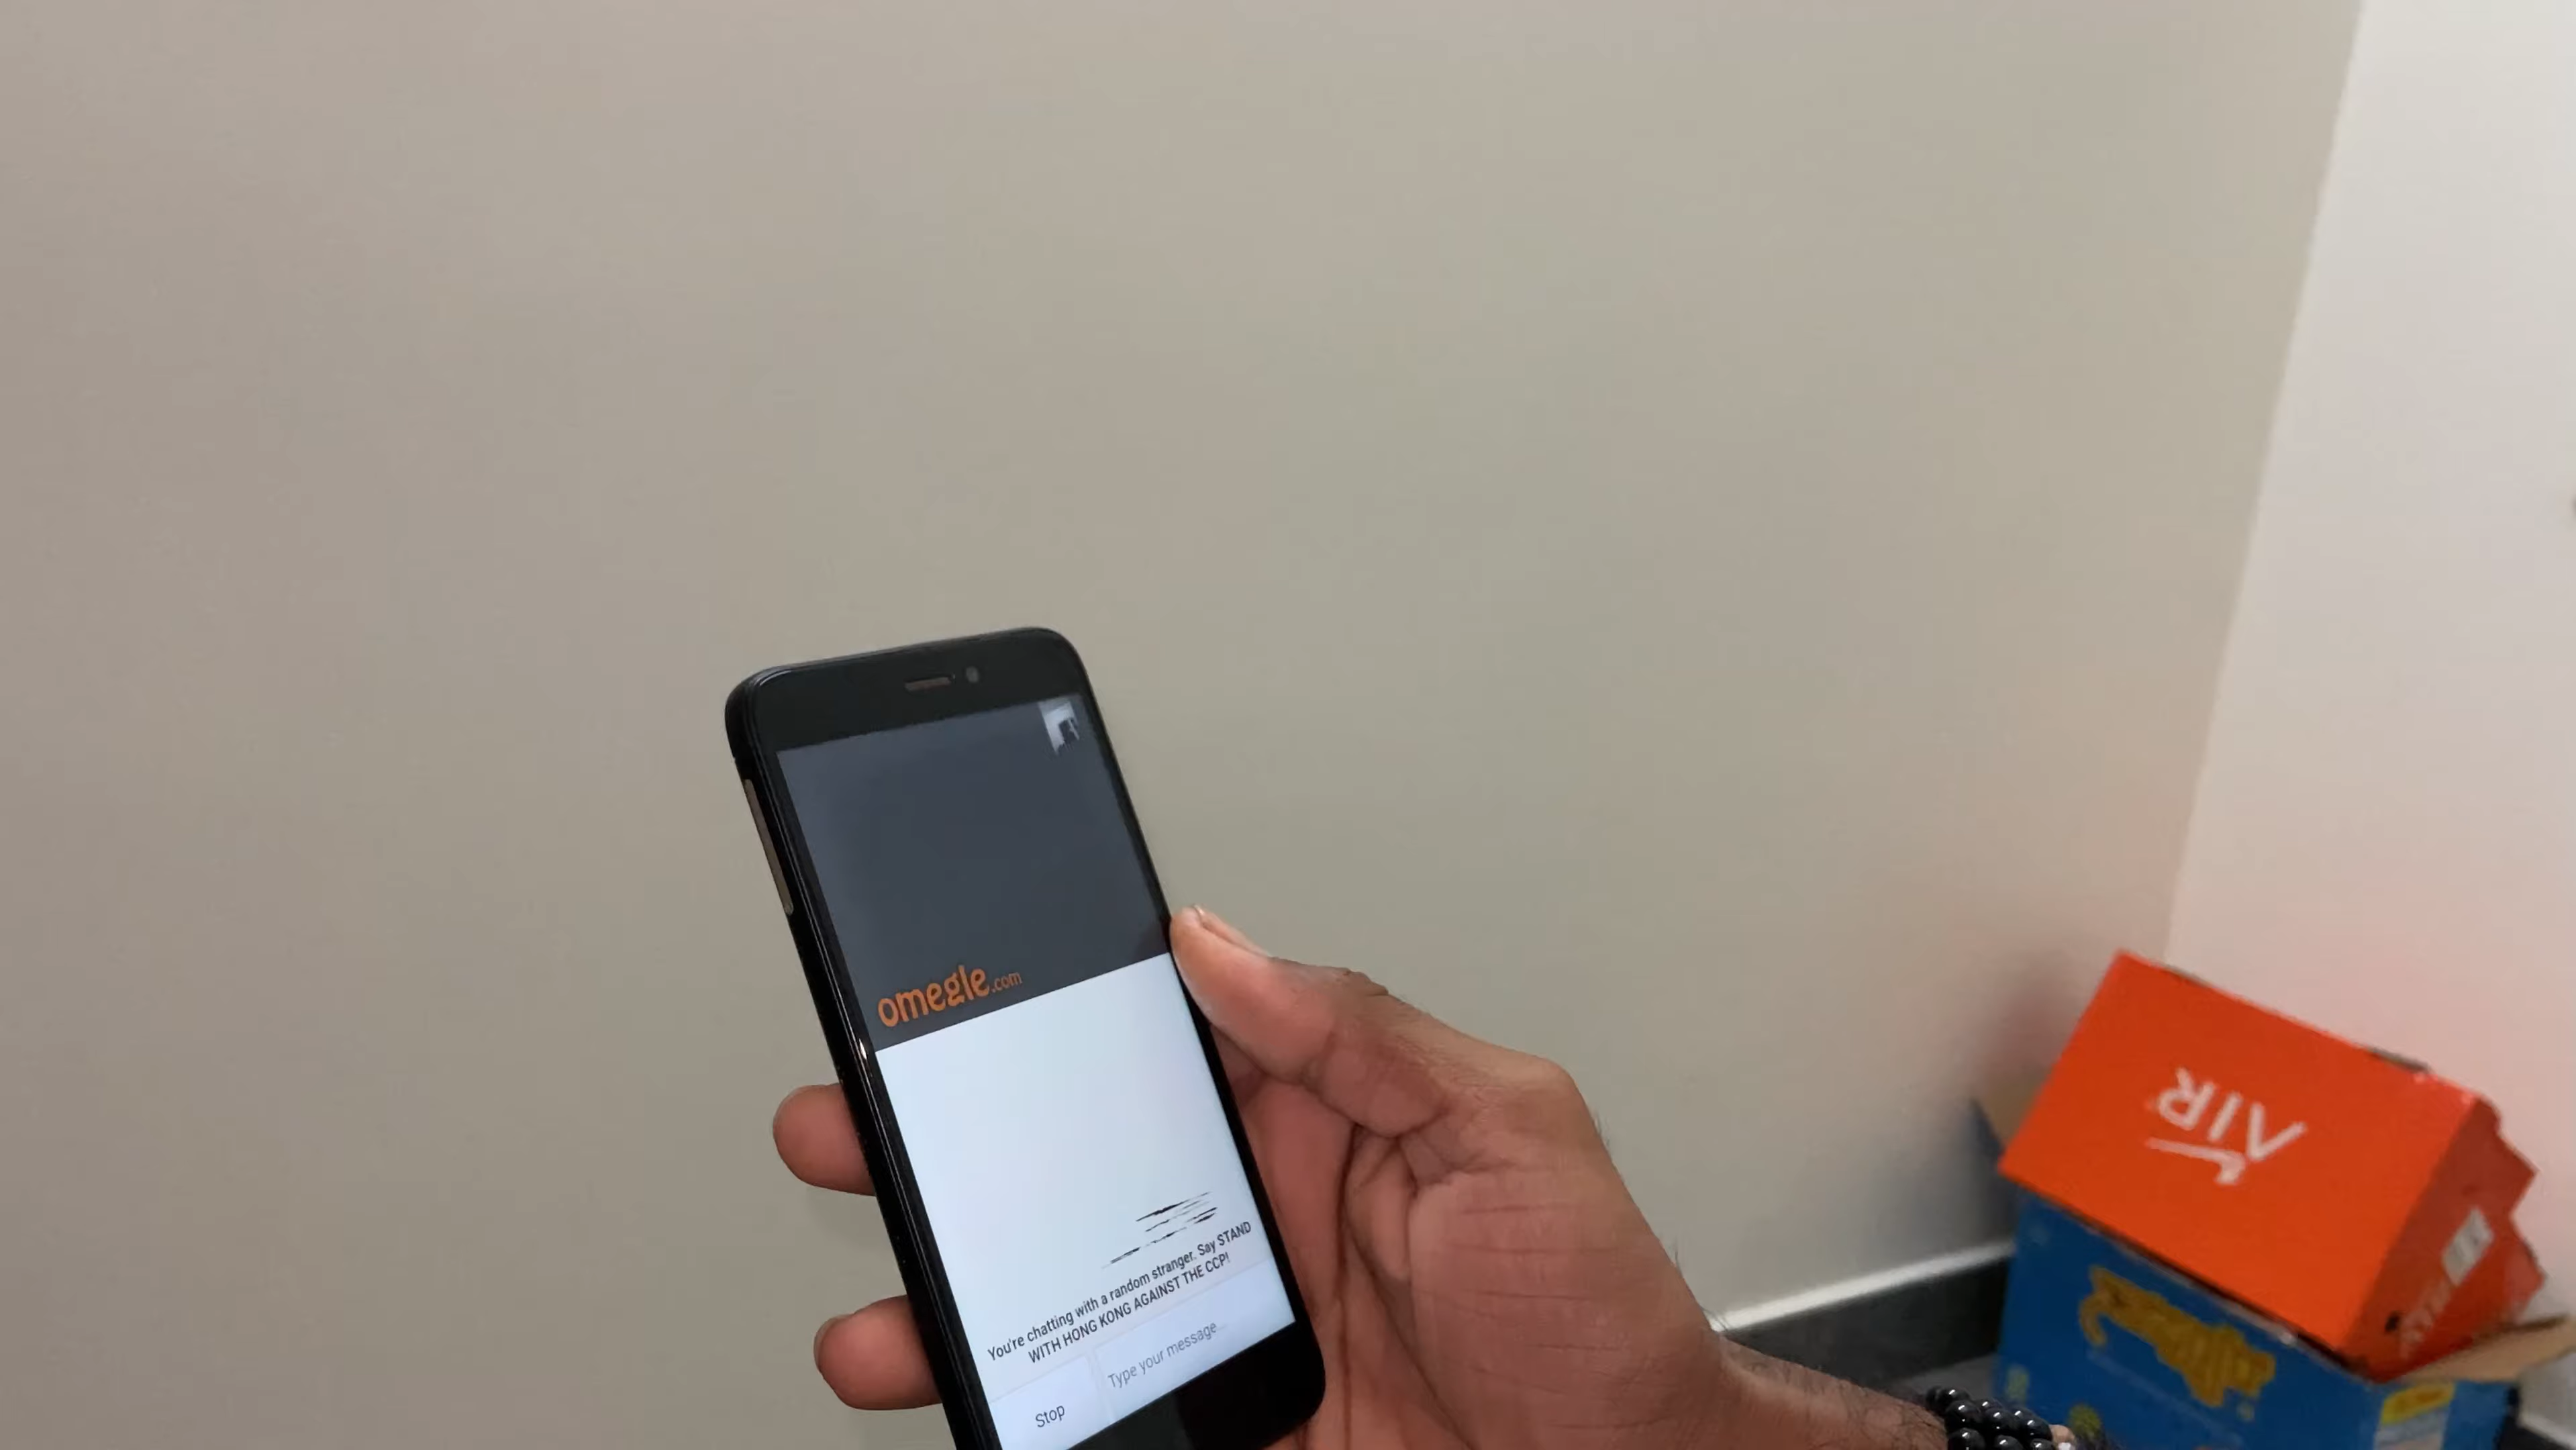 omegle.com
You're chatting with a random stranger. Say STAND
WITH HONG KONG AGAINST THE CCP!
Type your message...
Stop
AIR